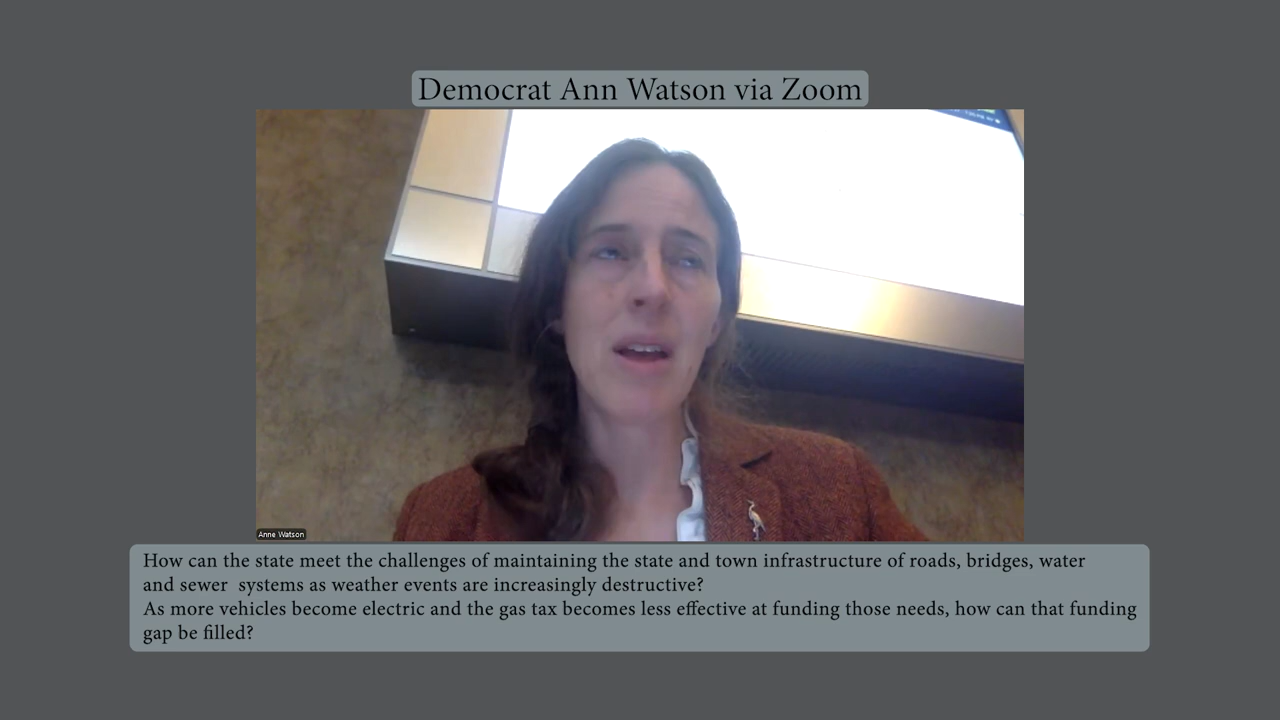 Democrat Ann Watson via Zoom
Anne Watson
How can the state meet the challenges of maintaining the state and town infrastructure of roads, bridges, water
and sewer systems as weather events are increasingly destructive?
As more vehicles become electric and the gas tax becomes less effective at funding those needs, how can that funding
gap be filled?